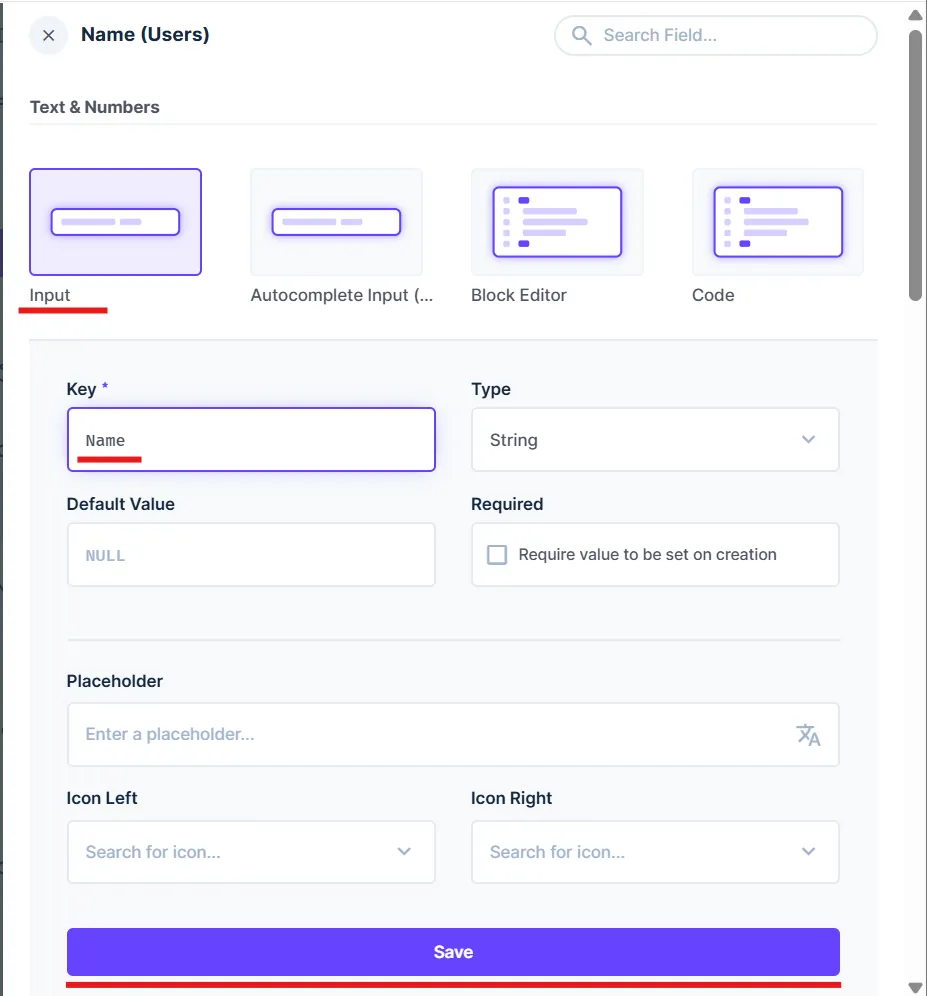 Name (Users)
Search Field...
Text & Numbers
Input
Autocomplete Input (...
Block Editor
Code
Key *
Type
Name
String
Default Value
Required
NULL
Require value to be set on creation
Placeholder
Enter a placeholder...
Icon Left
Icon Right
Search for icon...
Search for icon...
Save